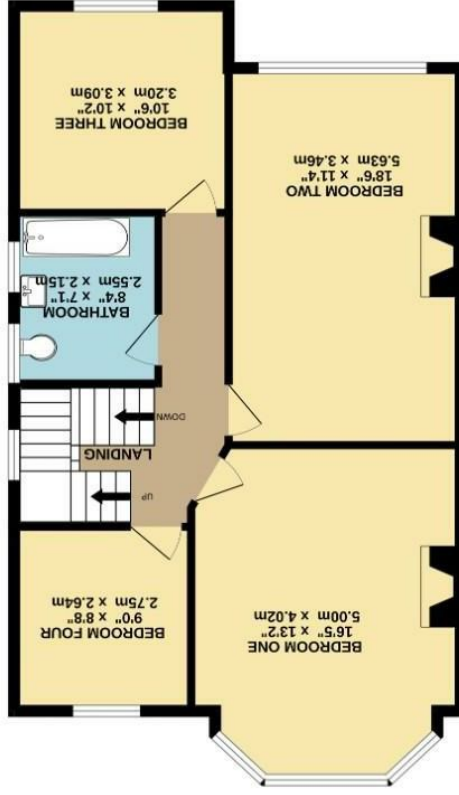 BEDROOM ONE
16'5" x 13'2"
5.00m x 4.02m
BEDROOM FOUR
9'0" x 8'8"
2.75m x 2.64m
UP
LANDING
DOWN
BATHROOM
8'4" x 7'1"
2.55m x 2.15m
BEDROOM TWO
18'6" x 11'4"
5.63m x 3.46m
BEDROOM THREE
10'6" x 10'2"
3.20m x 3.09m